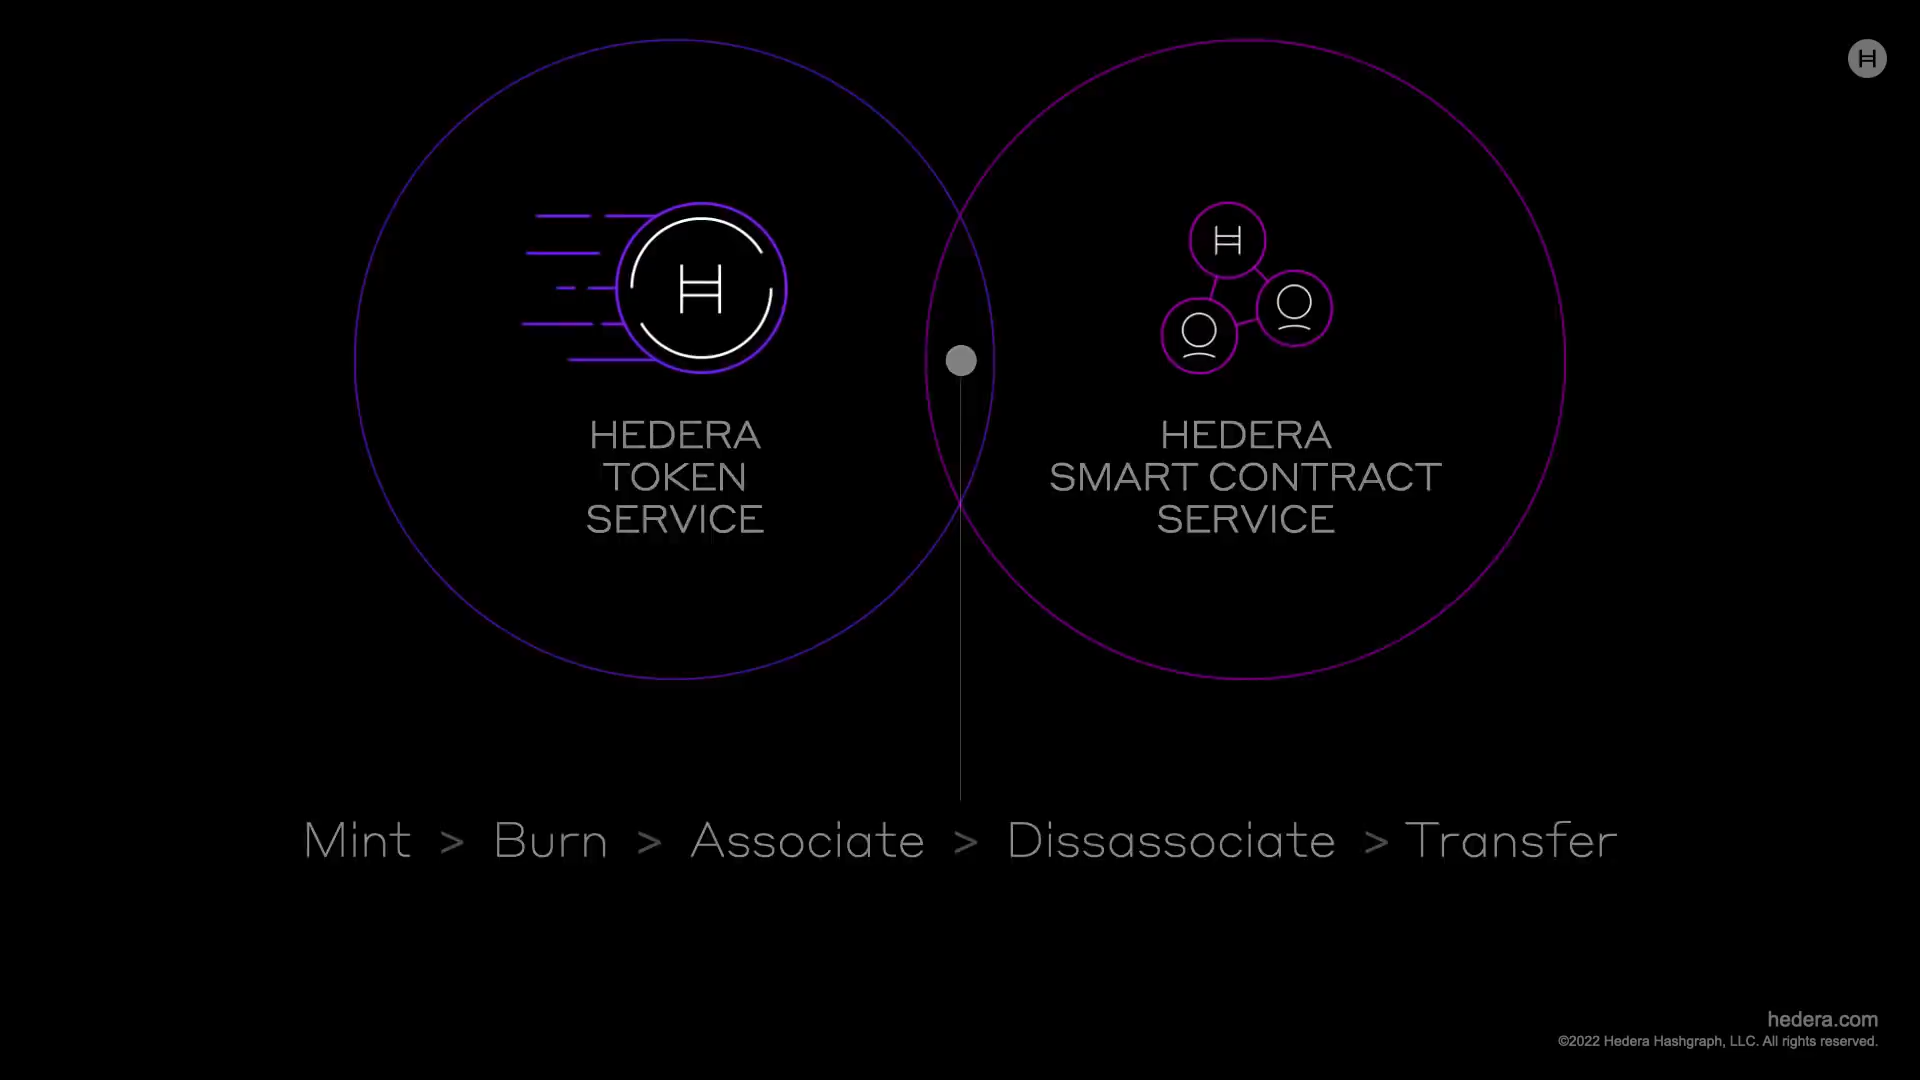 HEDERA
TOKEN
SERVICE
HEDERA
SMART CONTRACT
SERVICE
Mint > Burn > Associate > Dissassociate > Transfer
hedera.com
©2022 Hedera Hashgraph, LLC. All rights reserved.